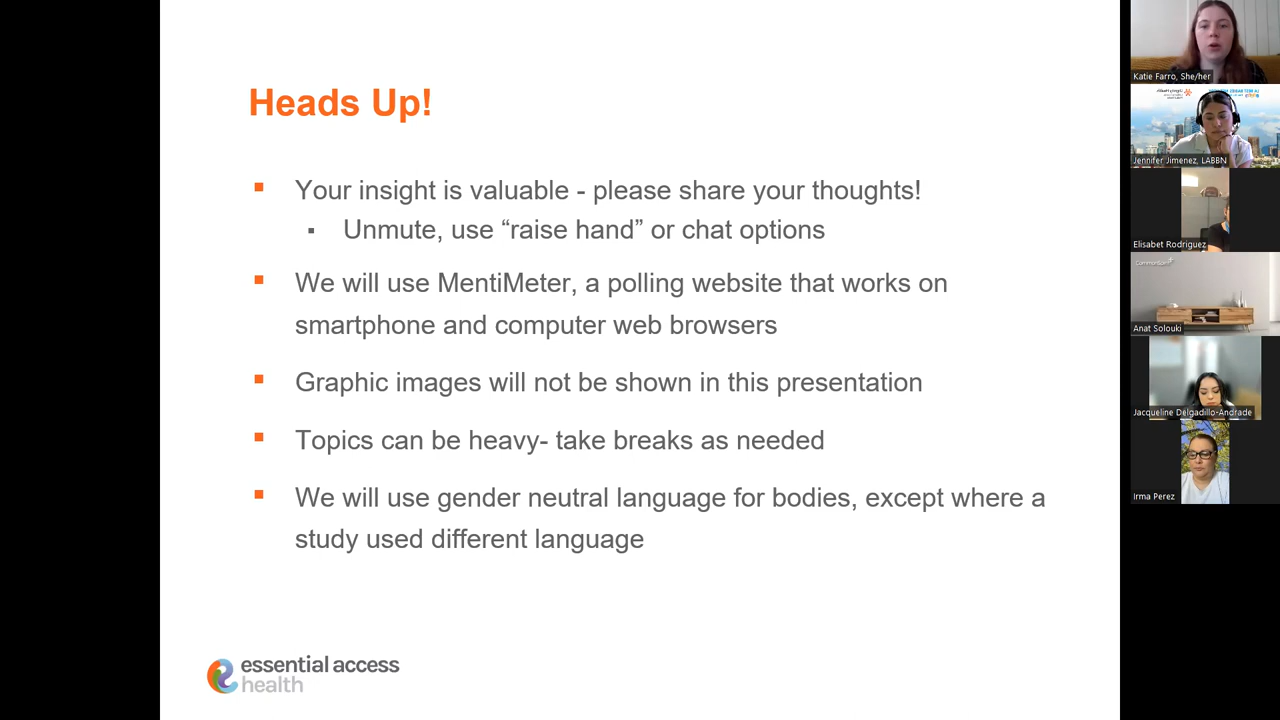 Heads Up!
Your insight is valuable - please share your thoughts!
Unmute, use “raise hand” or chat options
We will use MentiMeter, a polling website that works on
smartphone and computer web browsers
Graphic images will not be shown in this presentation
Topics can be heavy- take breaks as needed
We will use gender neutral language for bodies, except where a
study used different language
essential access
health
Katie Farro, She/her
Jennifer Jimenez, LABBN
Elisabet Rodriguez
Anat Solouki
Jacqueline Delgadillo-Andrade
Irma Perez